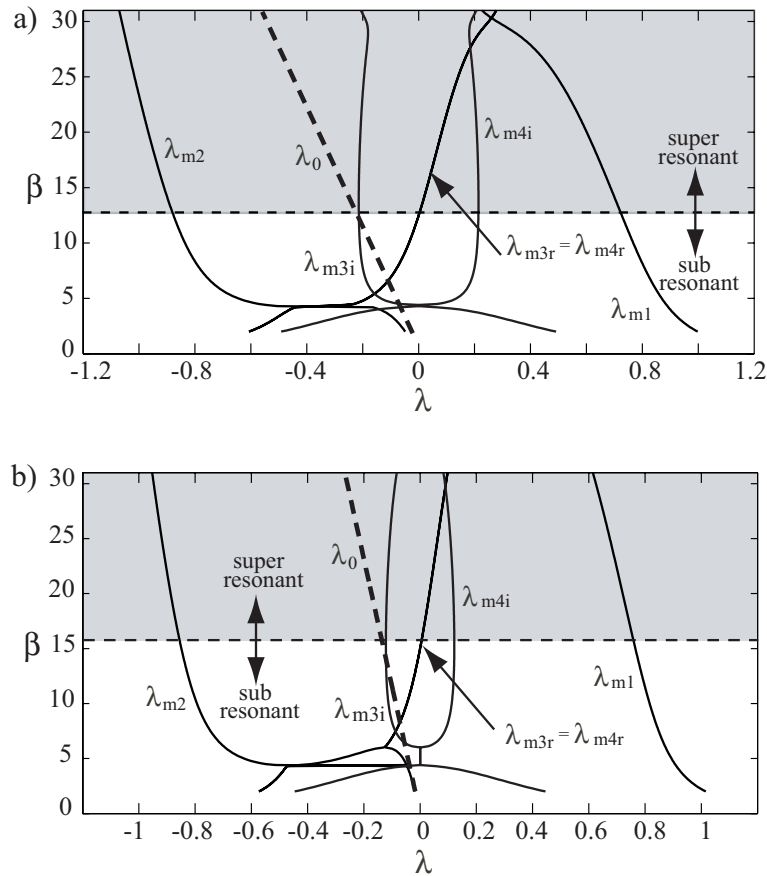 a)
30
25
20
β 15
10
5
0
λm2
λ0
λm4i
super
resonant
λm3i
λm3r = λm4r
sub
resonant
λm1
-1.2 -0.8 -0.4 0 0.4 0.8 1.2
λ
b)
30
25
20
β 15
10
5
0
λ0
super
resonant
λm4i
λm2
sub
resonant
λm3i
λm1
λm3r = λm4r
-1 -0.8 -0.6 -0.4 -0.2 0 0.2 0.4 0.6 0.8 1
λ